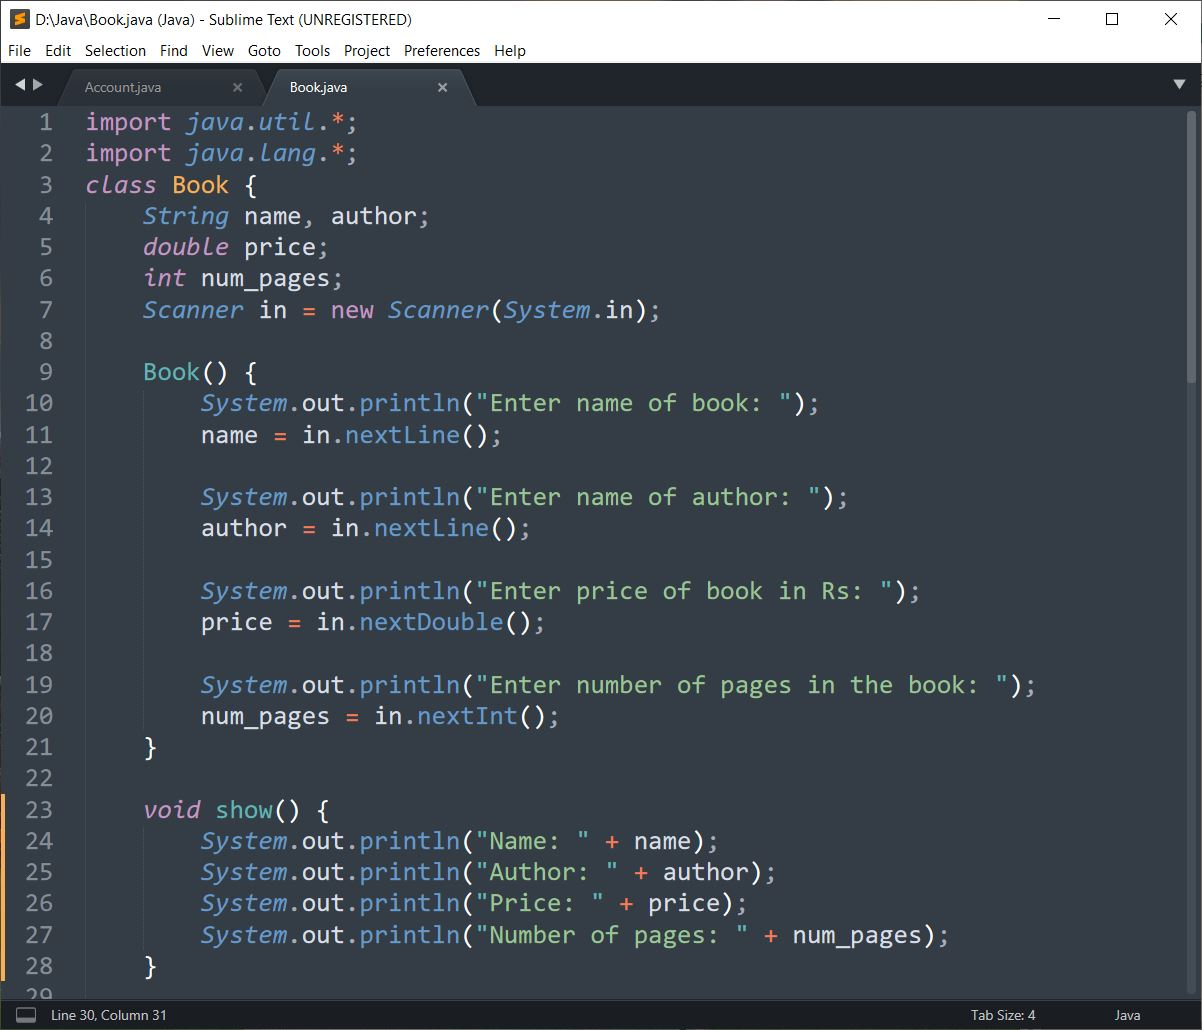 D:\Java\Book.java (Java) - Sublime Text (UNREGISTERED)
File Edit Selection Find View Goto Tools Project Preferences Help
Account.java Book.java
1 import java.util.*;
2 import java.lang.*;
3 class Book {
4     String name, author;
5     double price;
6     int num_pages;
7     Scanner in = new Scanner(System.in);
8
9     Book() {
10         System.out.println("Enter name of book: ");
11         name = in.nextLine();
12
13         System.out.println("Enter name of author: ");
14         author = in.nextLine();
15
16         System.out.println("Enter price of book in Rs: ");
17         price = in.nextDouble();
18
19         System.out.println("Enter number of pages in the book: ");
20         num_pages = in.nextInt();
21     }
22
23     void show() {
24         System.out.println("Name: " + name);
25         System.out.println("Author: " + author);
26         System.out.println("Price: " + price);
27         System.out.println("Number of pages: " + num_pages);
28     }
29
Line 30, Column 31 Tab Size: 4 Java